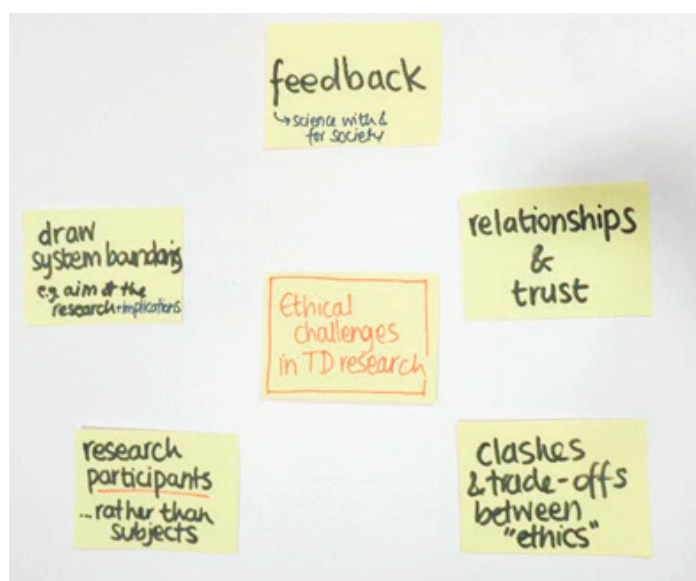 feedback
↳ science with &
for society
draw
system boundaries
e.g. aim of the
research + implications
relationships
&
trust
Ethical
challenges
in TD research
research
participants
...rather than
subjects
clashes
& trade-offs
between
"ethics"